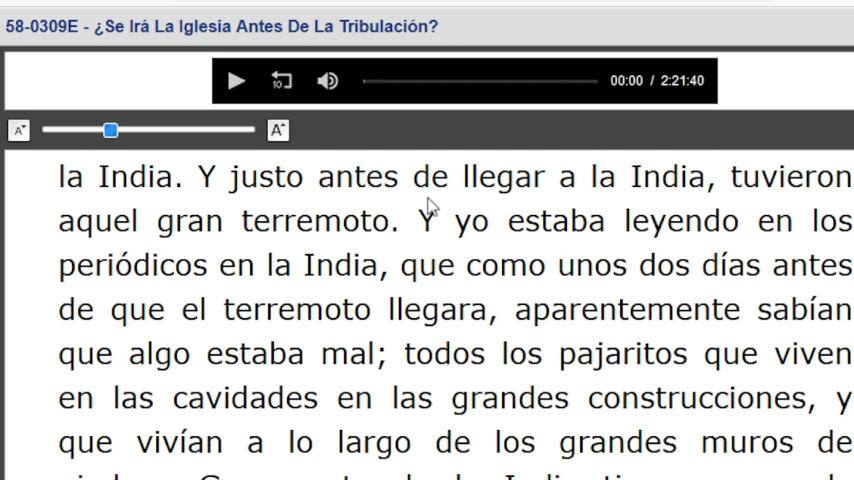 58-0309E - ¿Se Irá La Iglesia Antes De La Tribulación?
10
00:00 / 2:21:40
A A
la India. Y justo antes de llegar a la India, tuvieron
aquel gran terremoto. Y yo estaba leyendo en los
periódicos en la India, que como unos dos días antes
de que el terremoto llegara, aparentemente sabían
que algo estaba mal; todos los pajaritos que viven
en las cavidades en las grandes construcciones, y
que vivían a lo largo de los grandes muros de